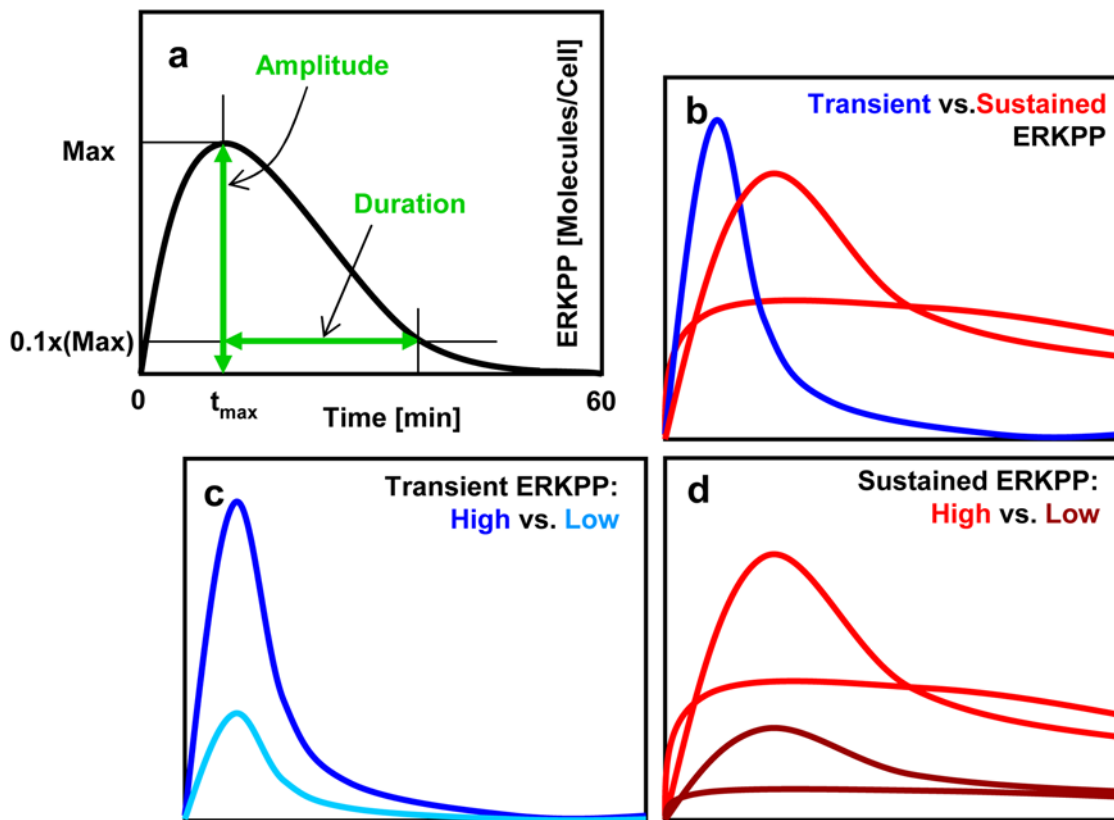 a
Amplitude
Max
Duration
0.1x(Max)
0
tmax
Time [min]
60
ERKPP [Molecules/Cell]
b
Transient vs.Sustained
ERKPP
c
Transient ERKPP:
High vs. Low
d
Sustained ERKPP:
High vs. Low